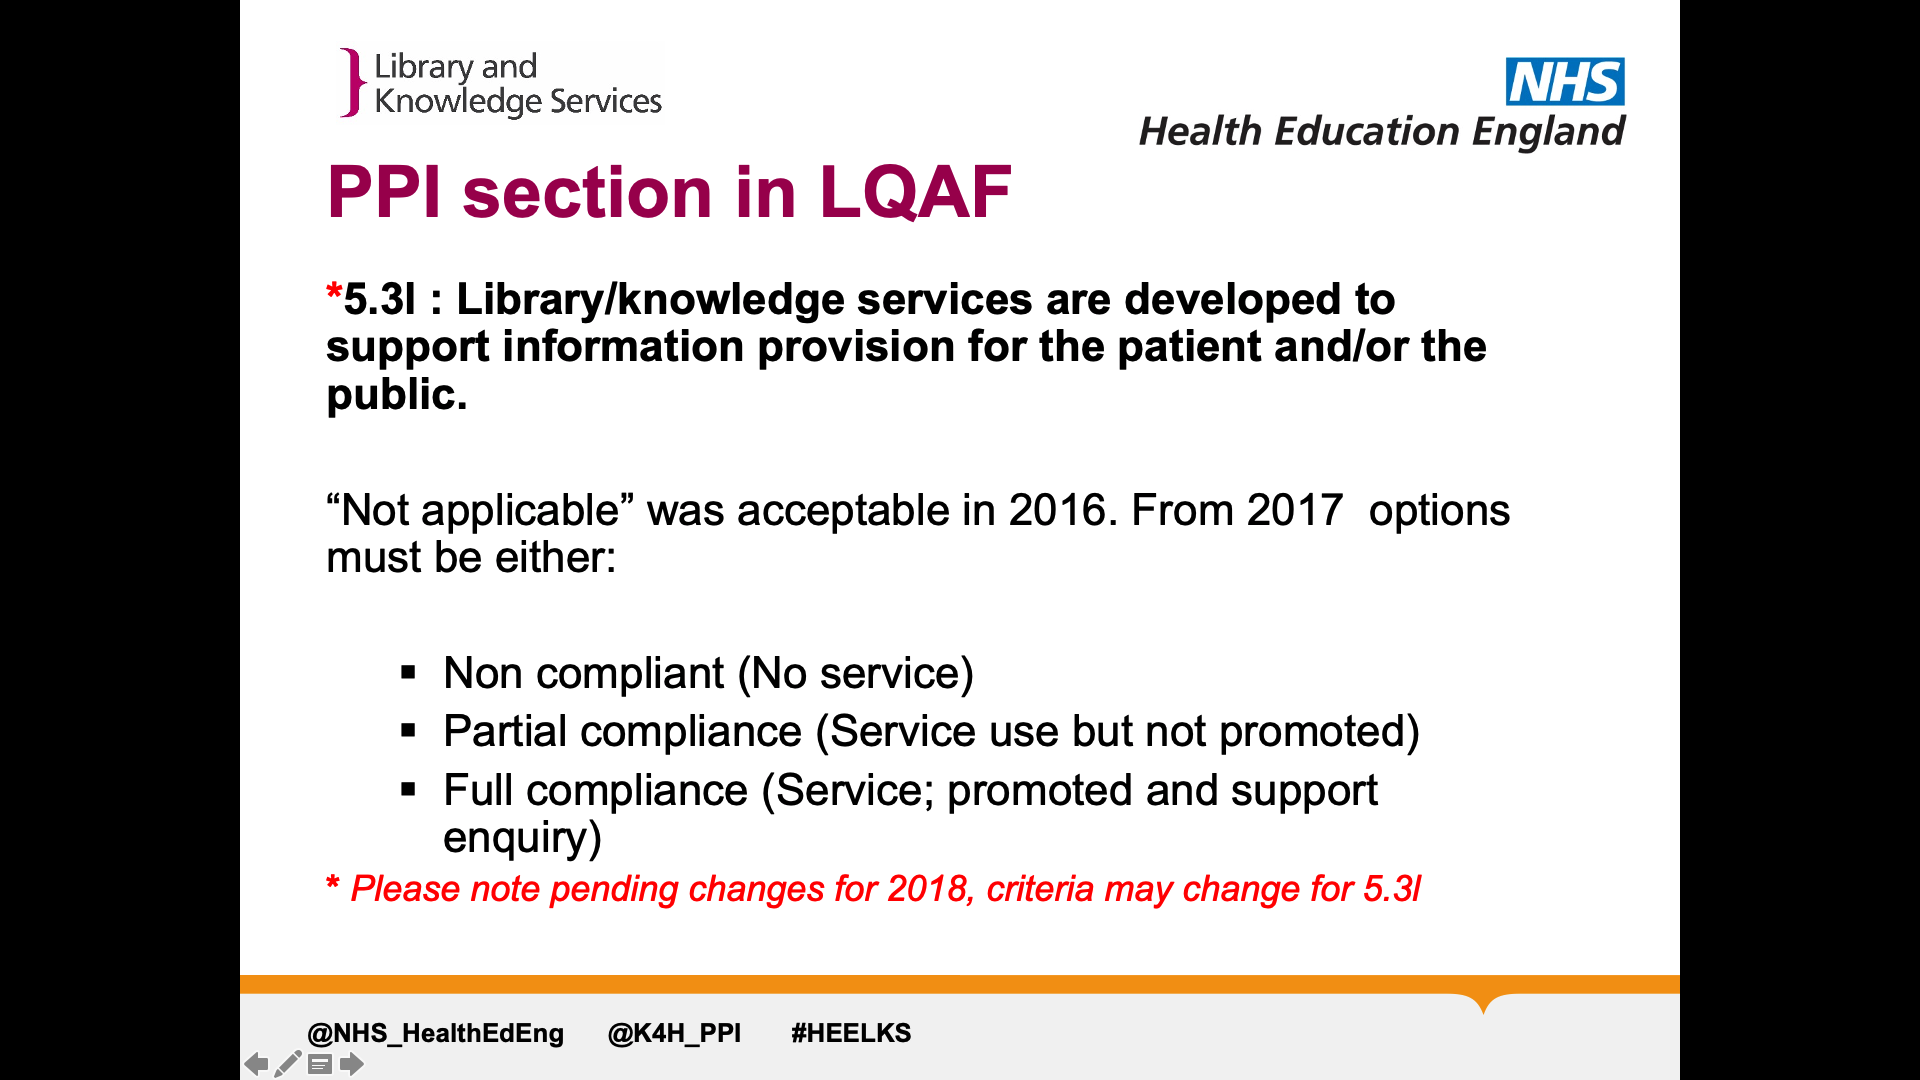 Library and
Knowledge Services
NHS
Health Education England
PPI section in LQAF
*5.3l : Library/knowledge services are developed to
support information provision for the patient and/or the
public.
“Not applicable” was acceptable in 2016. From 2017  options
must be either:
▪ Non compliant (No service)
▪ Partial compliance (Service use but not promoted)
▪ Full compliance (Service; promoted and support
enquiry)
* Please note pending changes for 2018, criteria may change for 5.3l
@NHS_HealthEdEng @K4H_PPI #HEELKS